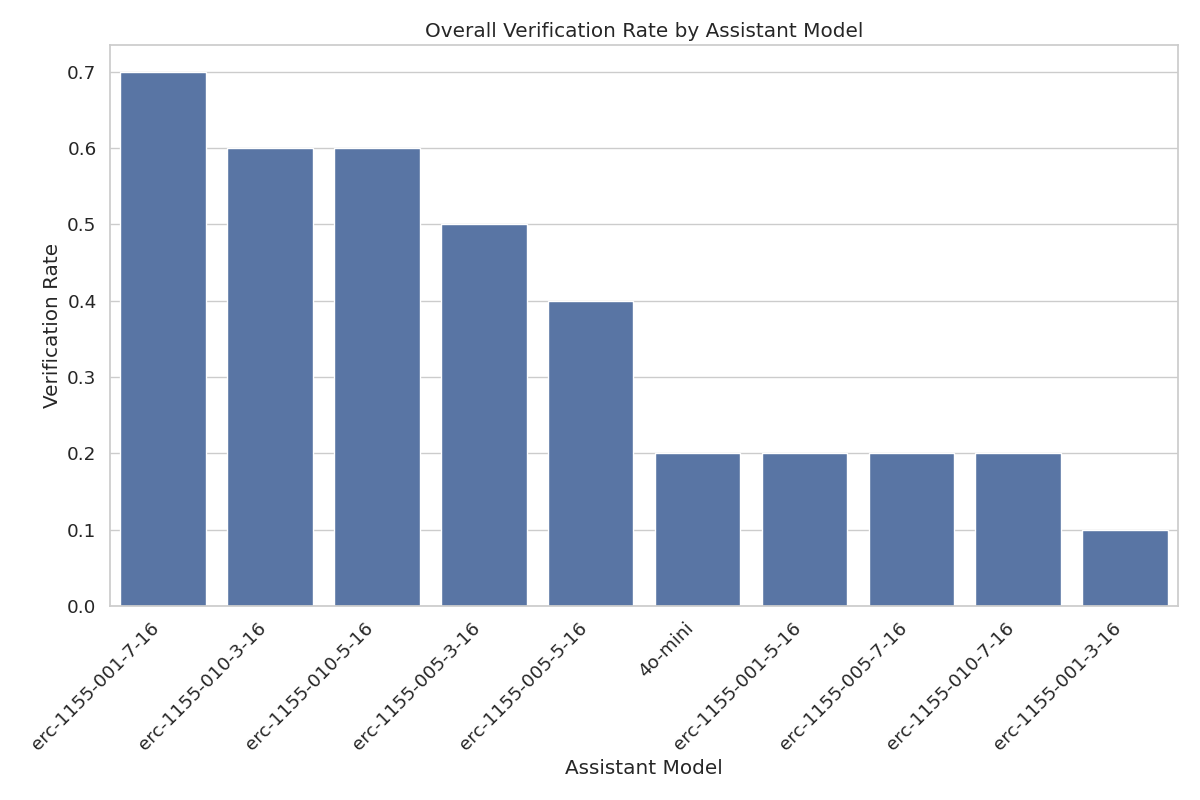 Overall Verification Rate by Assistant Model
Verification Rate
0.7
0.6
0.5
0.4
0.3
0.2
0.1
0.0
erc-1155-001-7-16
erc-1155-010-3-16
erc-1155-010-5-16
erc-1155-005-3-16
erc-1155-005-5-16
4o-mini
erc-1155-001-5-16
erc-1155-005-7-16
erc-1155-010-7-16
erc-1155-001-3-16
Assistant Model